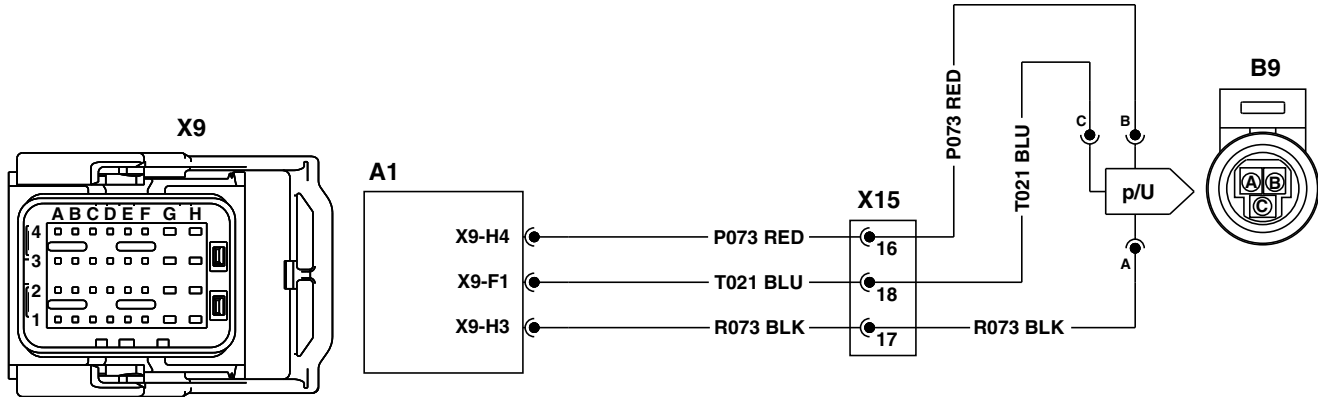 X9
A B C D E F G H
4
3
2
1
A1
X9-H4
X9-F1
X9-H3
P073 RED
T021 BLU
R073 BLK
X15
16
18
17
P073 RED
T021 BLU
R073 BLK
C
B
p/U
A
B9
A B
C